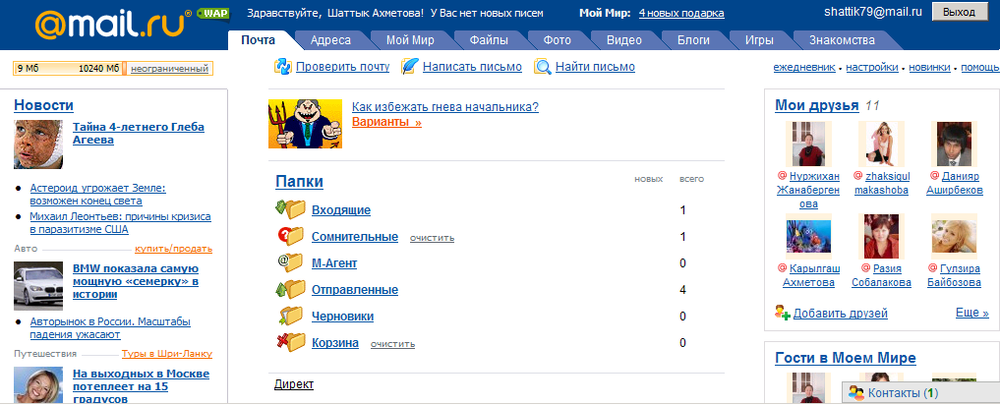 @mail.ru® WAP
Здравствуйте, Шаттык Ахметова! У Вас нет новых писем
Мой Мир: 4 новых подарка
shattik79@mail.ru Выход
Почта Адреса Мой Мир Файлы Фото Видео Блоги Игры Знакомства
9 Мб 10240 Мб неограниченный
Проверить почту Написать письмо Найти письмо
ежедневник • настройки • новинки • помощь
Новости
Тайна 4-летнего Глеба
Агеева
• Астероид угрожает Земле:
возможен конец света
• Михаил Леонтьев: причины кризиса
в паразитизме США
Авто купить/продать
BMW показала самую
мощную «семерку» в
истории
• Авторынок в России. Масштабы
падения ужасают
Путешествия Туры в Шри-Ланку
На выходных в Москве
потеплеет на 15
градусов
Как избежать гнева начальника?
Варианты »
Папки новых всего
Входящие 1
Сомнительные очистить 1
М-Агент 0
Отправленные 4
Черновики 0
Корзина очистить 0
Директ
Мои друзья 11
@ Нуржихан
Жанаберген
ова
@ zhaksigul
makashoba
@ Данияр
Аширбеков
@ Карылгаш
Ахметова
@ Разия
Собалакова
@ Гулзира
Байбозова
Добавить друзей Еще »
Гости в Моем Мире
Контакты (1)